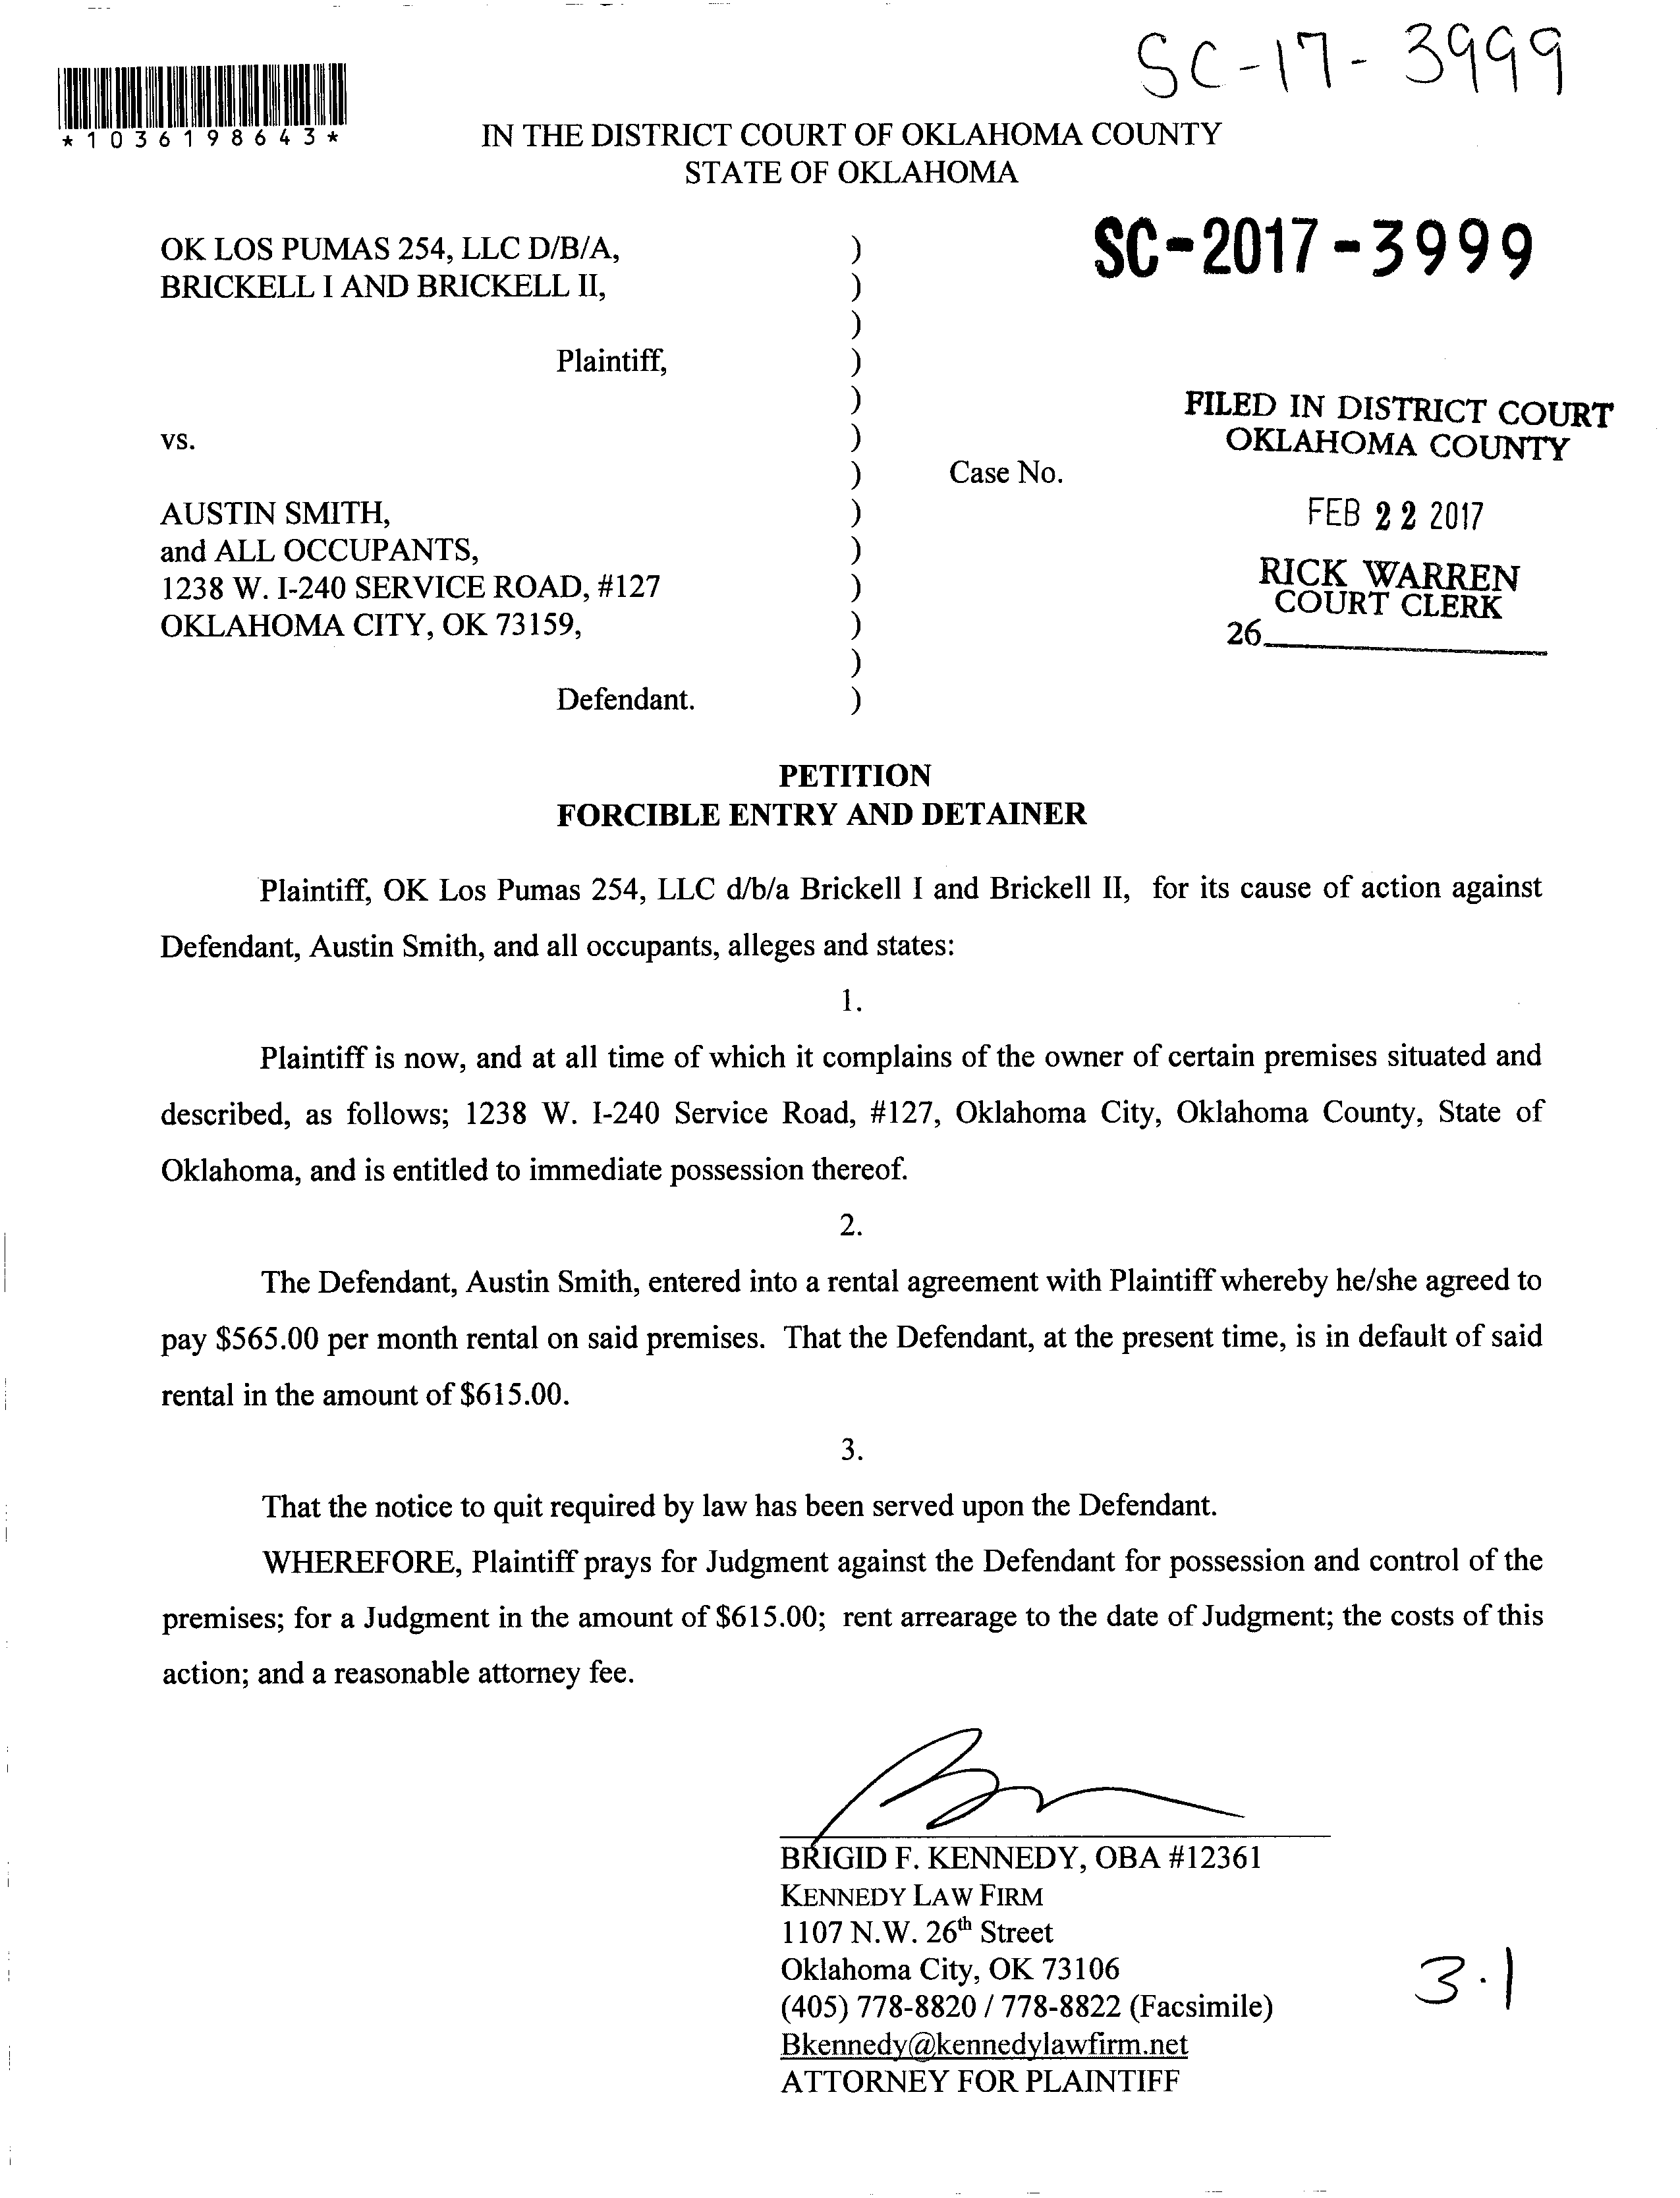 SC-17-3999
*1036198643*
IN THE DISTRICT COURT OF OKLAHOMA COUNTY
STATE OF OKLAHOMA
OK LOS PUMAS 254, LLC D/B/A, )
BRICKELL I AND BRICKELL II, )
)
Plaintiff, )
)
vs. )
) Case No.
AUSTIN SMITH, )
and ALL OCCUPANTS, )
1238 W. I-240 SERVICE ROAD, #127 )
OKLAHOMA CITY, OK 73159, )
)
Defendant. )
SC-2017-3999
FILED IN DISTRICT COURT
OKLAHOMA COUNTY
FEB 22 2017
RICK WARREN
COURT CLERK
26
PETITION
FORCIBLE ENTRY AND DETAINER
Plaintiff, OK Los Pumas 254, LLC d/b/a Brickell I and Brickell II, for its cause of action against
Defendant, Austin Smith, and all occupants, alleges and states:
1.
Plaintiff is now, and at all time of which it complains of the owner of certain premises situated and
described, as follows; 1238 W. I-240 Service Road, #127, Oklahoma City, Oklahoma County, State of
Oklahoma, and is entitled to immediate possession thereof.
2.
The Defendant, Austin Smith, entered into a rental agreement with Plaintiff whereby he/she agreed to
pay $565.00 per month rental on said premises. That the Defendant, at the present time, is in default of said
rental in the amount of $615.00.
3.
That the notice to quit required by law has been served upon the Defendant.
WHEREFORE, Plaintiff prays for Judgment against the Defendant for possession and control of the
premises; for a Judgment in the amount of $615.00; rent arrearage to the date of Judgment; the costs of this
action; and a reasonable attorney fee.
BRIGID F. KENNEDY, OBA #12361
KENNEDY LAW FIRM
1107 N.W. 26th Street
Oklahoma City, OK 73106
(405) 778-8820 / 778-8822 (Facsimile)
Bkennedy@kennedylawfirm.net
ATTORNEY FOR PLAINTIFF
3.1